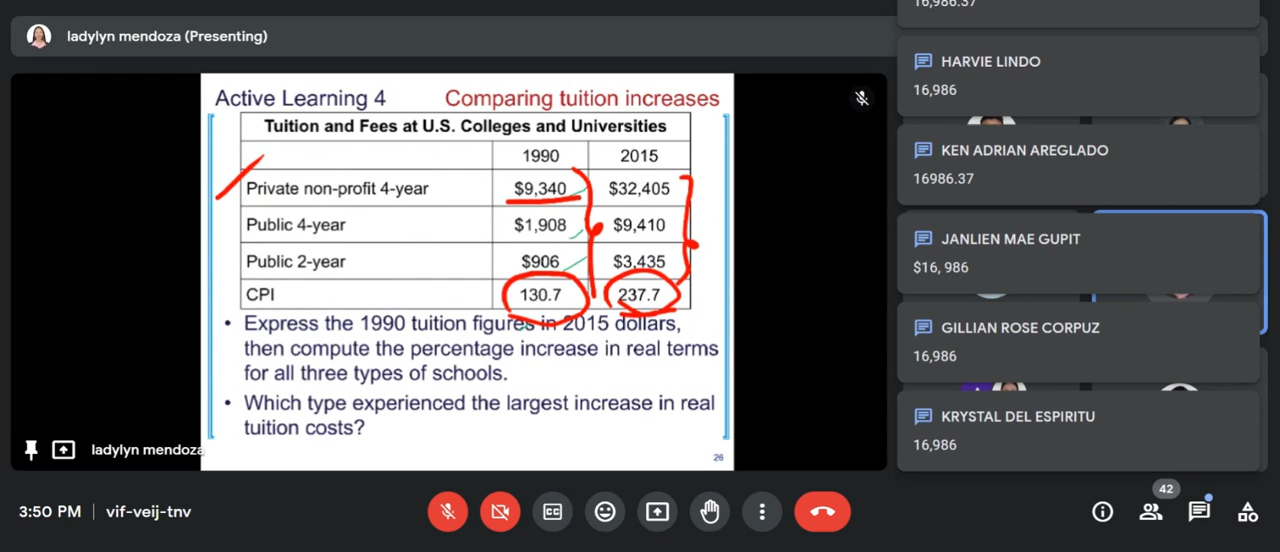 ladylyn mendoza (Presenting)
Active Learning 4 Comparing tuition increases
Tuition and Fees at U.S. Colleges and Universities
1990 2015
Private non-profit 4-year $9,340 $32,405
Public 4-year $1,908 $9,410
Public 2-year $906 $3,435
CPI 130.7 237.7
• Express the 1990 tuition figures in 2015 dollars,
then compute the percentage increase in real terms
for all three types of schools.
• Which type experienced the largest increase in real
tuition costs?
26
ladylyn mendoza
16,986.37
HARVIE LINDO
16,986
KEN ADRIAN AREGLADO
16986.37
JANLIEN MAE GUPIT
$16, 986
GILLIAN ROSE CORPUZ
16,986
KRYSTAL DEL ESPIRITU
16,986
3:50 PM | vif-veij-tnv
CC
42